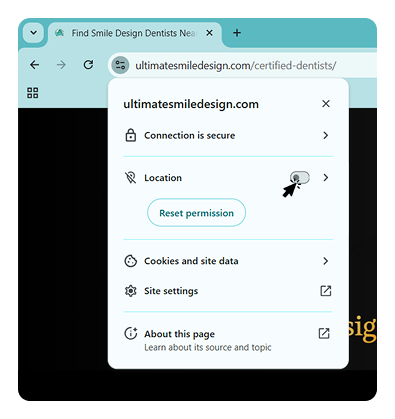 Find Smile Design Dentists Nea
ultimatesmiledesign.com/certified-dentists/
ultimatesmiledesign.com
Connection is secure
Location
Reset permission
Cookies and site data
Site settings
sig
About this page
Learn about its source and topic